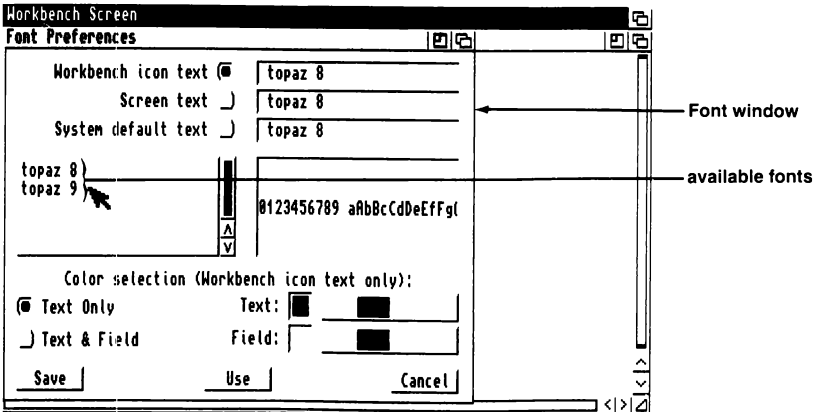 Workbench Screen
Font Preferences
Workbench icon text topaz 8
Screen text topaz 8
System default text topaz 8
Font window
topaz 8
topaz 9
available fonts
0123456789 aAbBcCdDeEfFg(
Color selection (Workbench icon text only):
Text Only Text:
Text & Field Field:
Save Use Cancel